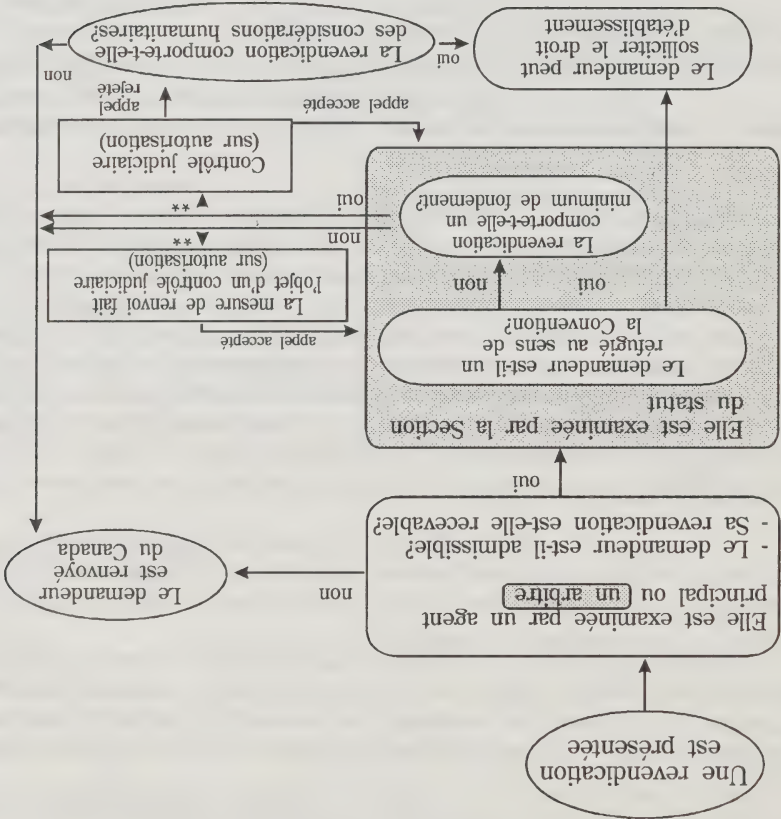 Une revendication
est présentée
Elle est examinée par un agent
principal ou un arbitre
- Le demandeur est-il admissible?
- Sa revendication est-elle recevable?
non
Le demandeur
est renvoyé
du Canada
oui
Elle est examinée par la Section
du statut
Le demandeur est-il un
réfugié au sens de
la Convention?
oui
non
La revendication
comporte-t-elle un
minimum de fondement?
appel accepté
La mesure de renvoi fait
l'objet d'un contrôle judiciaire
(sur autorisation)
non
**
oui
**
Contrôle judiciaire
(sur autorisation)
appel accepté
appel
rejeté
non
Le demandeur peut
solliciter le droit
d'établissement
oui
La revendication comporte-t-elle
des considérations humanitaires?